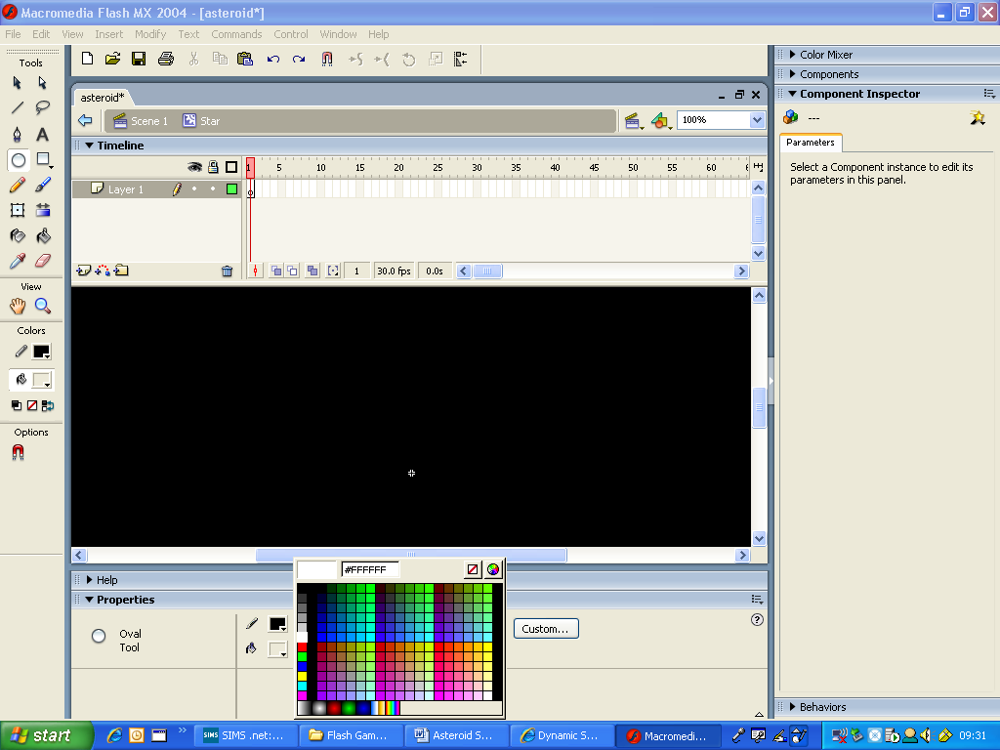 Macromedia Flash MX 2004 - [asteroid*]
File Edit View Insert Modify Text Commands Control Window Help
Tools
View
Colors
Options
asteroid*
Scene 1 Star
100%
Timeline
1 5 10 15 20 25 30 35 40 45 50 55 60
Layer 1
1 30.0 fps 0.0s
Color Mixer
Components
Component Inspector
---
Parameters
Select a Component instance to edit its
parameters in this panel.
Behaviors
#FFFFFF
Help
Properties
Oval
Tool
Custom...
start
SIMS .net:...
Flash Gam...
Asteroid S...
Dynamic S...
Macromedi...
09:31